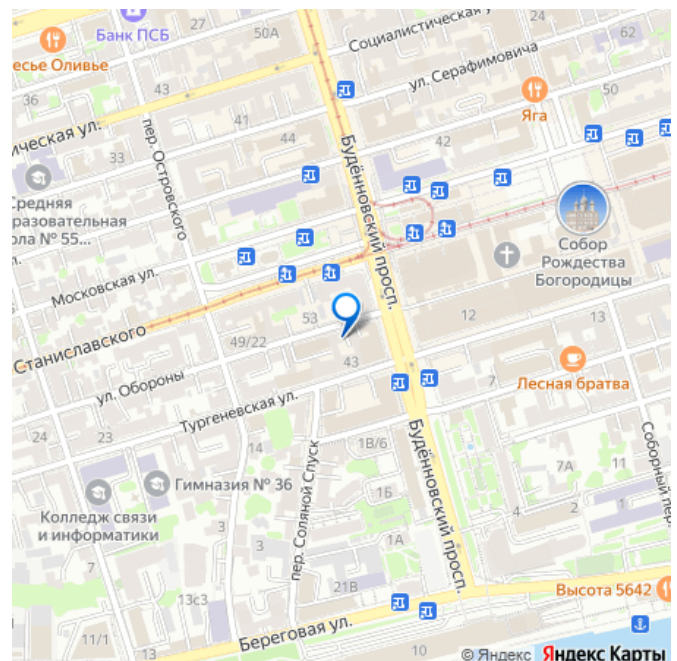 Банк ПСБ
27
50А
Социалистическая у
есье Оливье
ул. Серафимовича
36
43
50
Яга
ическая ул.
41
44
42
33
пер. Островского
Будённовский просп.
Средняя
разовательная
ола № 55...
Собор
Рождества
Богородицы
Московская ул.
53
12
13
Станиславского
49/22
43
7
Лесная братва
ул. Обороны
Тургеневская ул.
24
23
14
1В/6
Соборный пер.
7А
11
Гимназия № 36
1Б
Будённовский просп.
4
2
1
Колледж связи
и информатики
3
1А
пер. Соляной Спуск
7
3
13с3
21В
Высота 5642
Береговая ул.
11/1
4
10
© Яндекс Яндекс Карты